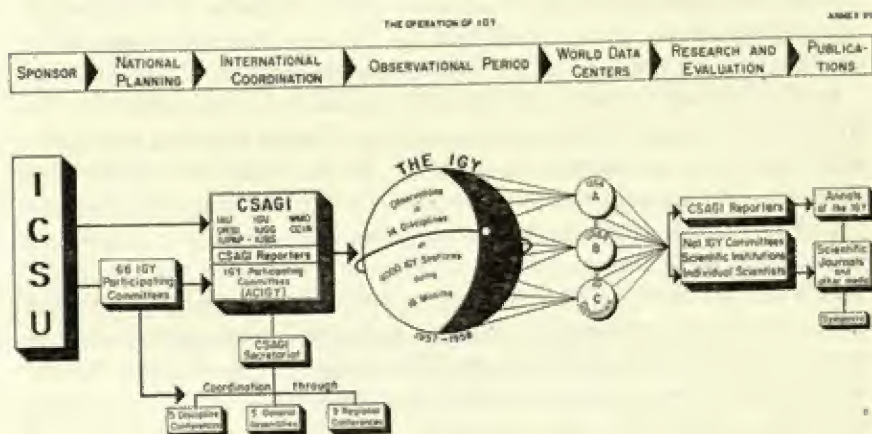 THE OPERATION OF IGY
ANNEX
SPONSOR
NATIONAL
PLANNING
INTERNATIONAL
COORDINATION
OBSERVATIONAL PERIOD
WORLD DATA
CENTERS
RESEARCH AND
EVALUATION
PUBLICA-
TIONS
I
C
S
U
66 IGY
Participating
Committees
CSAGI
IAU IGU WMO
URSI IUGG CCIR
IUPAP - IUBS
CSAGI Reporters
IGY Participating
Committees
(ACIGY)
CSAGI
Secretariat
Coordination through
5 Discipline
Conferences
5 General
Assemblies
Regional
Conferences
THE IGY
Observations
in
14 Disciplines
at
4000 IGY Stations
during
18 Months
1957-1958
A
B
C
CSAGI Reporters
Nat IGY Committees
Scientific Institutions
Individual Scientists
Annals
of the IGY
Scientific
Journals
and
other media
Symposia